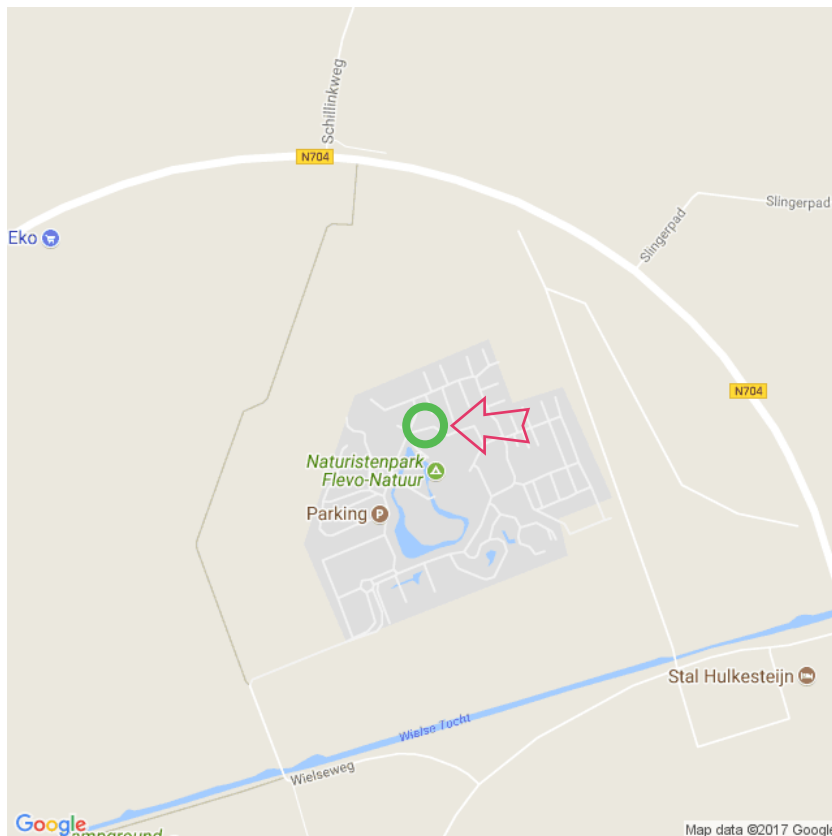 Schillinkweg
N704
Slingerpad
Slingerpad
Eko
N704
Naturistenpark
Flevo-Natuur
Parking P
Stal Hulkesteijn
Wielse Tocht
Wielseweg
Google
Map data ©2017 Google